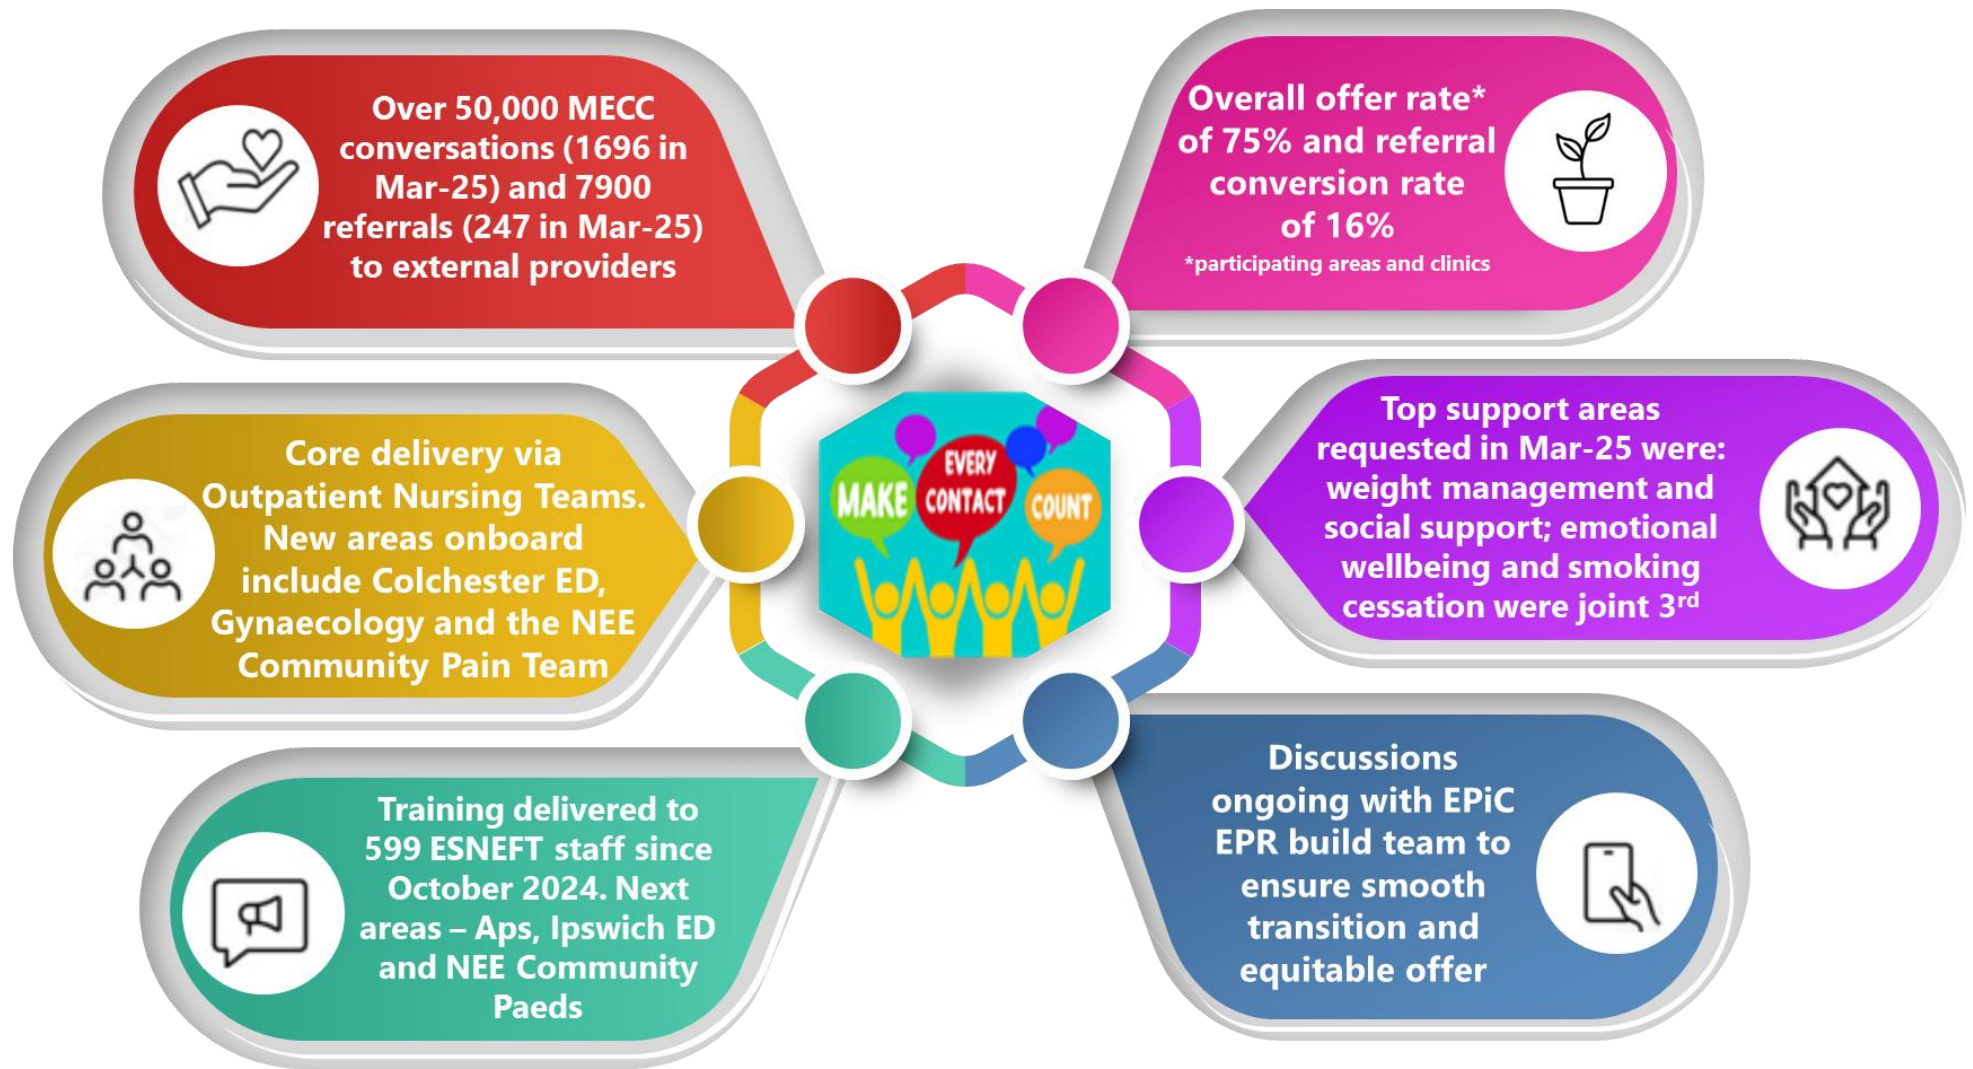 Over 50,000 MECC
conversations (1696 in
Mar-25) and 7900
referrals (247 in Mar-25)
to external providers
Overall offer rate*
of 75% and referral
conversion rate
of 16%
*participating areas and clinics
Core delivery via
Outpatient Nursing Teams.
New areas onboard
include Colchester ED,
Gynaecology and the NEE
Community Pain Team
MAKE
EVERY
CONTACT
COUNT
Top support areas
requested in Mar-25 were:
weight management and
social support; emotional
wellbeing and smoking
cessation were joint 3rd
Training delivered to
599 ESNEFT staff since
October 2024. Next
areas – Aps, Ipswich ED
and NEE Community
Paeds
Discussions
ongoing with EPiC
EPR build team to
ensure smooth
transition and
equitable offer